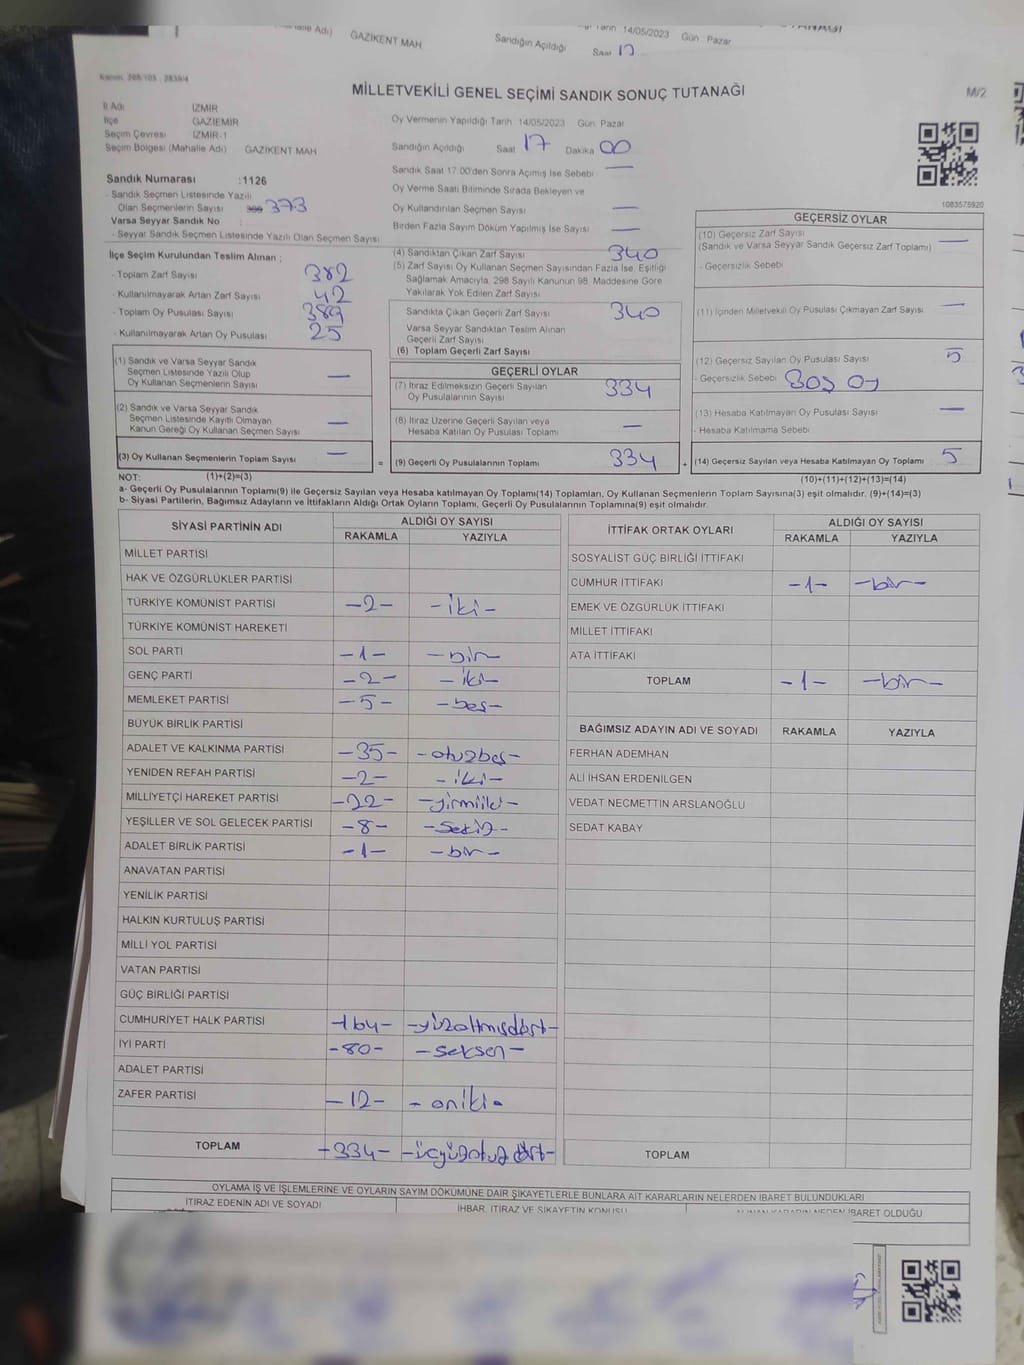 GAZİKENT MAH
Sandığın Açıldığı
Tarih 14/05/2023 Gün : Pazar
Saat 17
MİLLETVEKİLİ GENEL SEÇİMİ SANDIK SONUÇ TUTANAĞI
M/2
İl Adı İZMİR
İlçe GAZİEMİR
Seçim Çevresi İZMİR-1
Seçim Bölgesi (Mahalle Adı) GAZİKENT MAH
Oy Vermenin Yapıldığı Tarih :14/05/2023 Gün: Pazar
Sandığın Açıldığı Saat 17 Dakika 00
Sandık Saat 17.00'den Sonra Açımış İse Sebebi —
Oy Verme Saati Bitiminde Sırada Bekleyen ve
Oy Kullandırılan Seçmen Sayısı —
Birden Fazla Sayım Döküm Yapılmış İse Sayısı —
1083575920
Sandık Numarası :1126
- Sandık Seçmen Listesinde Yazılı
Olan Seçmenlerin Sayısı 373
Varsa Seyyar Sandık No :
- Seyyar Sandık Seçmen Listesinde Yazılı Olan Seçmen Sayısı
İlçe Seçim Kurulundan Teslim Alınan ;
- Toplam Zarf Sayısı 382
- Kullanılmayarak Artan Zarf Sayısı 42
- Toplam Oy Pusulası Sayısı 389
- Kullanılmayarak Artan Oy Pusulası 25
(4) Sandıktan Çıkan Zarf Sayısı 340
(5) Zarf Sayısı Oy Kullanan Seçmen Sayısından Fazla İse, Eşitliği
Sağlamak Amacıyla, 298 Sayılı Kanunun 98. Maddesine Göre
Yakılarak Yok Edilen Zarf Sayısı
Sandıkta Çıkan Geçerli Zarf Sayısı 340
Varsa Seyyar Sandıktan Teslim Alınan
Geçerli Zarf Sayısı
(6) Toplam Geçerli Zarf Sayısı
GEÇERSİZ OYLAR
(10) Geçersiz Zarf Sayısı —
(Sandık ve Varsa Seyyar Sandık Geçersiz Zarf Toplamı)
- Geçersizlik Sebebi
(11) İçinden Milletvekili Oy Pusulası Çıkmayan Zarf Sayısı —
(12) Geçersiz Sayılan Oy Pusulası Sayısı 5
- Geçersizlik Sebebi Boş oy
(13) Hesaba Katılmayan Oy Pusulası Sayısı —
- Hesaba Katılmama Sebebi
(14) Geçersiz Sayılan veya Hesaba Katılmayan Oy Toplamı 5
(10)+(11)+(12)+(13)=(14)
(1) Sandık ve Varsa Seyyar Sandık
Seçmen Listesinde Yazılı Olup
Oy Kullanan Seçmenlerin Sayısı —
(2) Sandık ve Varsa Seyyar Sandık
Seçmen Listesinde Kayıtlı Olmayan
Kanun Gereği Oy Kullanan Seçmen Sayısı —
(3) Oy Kullanan Seçmenlerin Toplam Sayısı — =
GEÇERLİ OYLAR
(7) İtiraz Edilmeksizin Geçerli Sayılan
Oy Pusulalarının Sayısı 334
(8) İtiraz Üzerine Geçerli Sayılan veya
Hesaba Katılan Oy Pusulası Toplamı —
(9) Geçerli Oy Pusulalarının Toplamı 334 +
NOT: (1)+(2)=(3)
a- Geçerli Oy Pusulalarının Toplamı(9) ile Geçersiz Sayılan veya Hesaba katılmayan Oy Toplamı(14) Toplamları, Oy Kullanan Seçmenlerin Toplam Sayısına(3) eşit olmalıdır. (9)+(14)=(3)
b- Siyasi Partilerin, Bağımsız Adayların ve İttifakların Aldığı Ortak Oyların Toplamı, Geçerli Oy Pusulalarının Toplamına(9) eşit olmalıdır.
SİYASİ PARTİNİN ADI ALDIĞI OY SAYISI
RAKAMLA YAZIYLA
MİLLET PARTİSİ
HAK VE ÖZGÜRLÜKLER PARTİSİ
TÜRKİYE KOMÜNİST PARTİSİ -2- -iki-
TÜRKİYE KOMÜNİST HAREKETİ
SOL PARTİ -1- -bir-
GENÇ PARTİ -2- -iki-
MEMLEKET PARTİSİ -5- -beş-
BÜYÜK BİRLİK PARTİSİ
ADALET VE KALKINMA PARTİSİ -35- -otuzbeş-
YENİDEN REFAH PARTİSİ -2- -iki-
MİLLİYETÇİ HAREKET PARTİSİ -22- -yirmiiki-
YEŞİLLER VE SOL GELECEK PARTİSİ -8- -sekiz-
ADALET BİRLİK PARTİSİ -1- -bir-
ANAVATAN PARTİSİ
YENİLİK PARTİSİ
HALKIN KURTULUŞ PARTİSİ
MİLLİ YOL PARTİSİ
VATAN PARTİSİ
GÜÇ BİRLİĞİ PARTİSİ
CUMHURİYET HALK PARTİSİ -164- -yüzaltmışdört-
İYİ PARTİ -80- -seksen-
ADALET PARTİSİ
ZAFER PARTİSİ -12- -oniki-
TOPLAM -334- -üçyüzotuzdört-
İTTİFAK ORTAK OYLARI ALDIĞI OY SAYISI
RAKAMLA YAZIYLA
SOSYALİST GÜÇ BİRLİĞİ İTTİFAKI
CUMHUR İTTİFAKI -1- -bir-
EMEK VE ÖZGÜRLÜK İTTİFAKI
MİLLET İTTİFAKI
ATA İTTİFAKI
TOPLAM -1- -bir-
BAĞIMSIZ ADAYIN ADI VE SOYADI RAKAMLA YAZIYLA
FERHAN ADEMHAN
ALİ İHSAN ERDENİLGEN
VEDAT NECMETTİN ARSLANOĞLU
SEDAT KABAY
TOPLAM
OYLAMA İŞ VE İŞLEMLERİNE VE OYLARIN SAYIM DÖKÜMÜNE DAİR ŞİKAYETLERLE BUNLARA AİT KARARLARIN NELERDEN İBARET BULUNDUKLARI
İTİRAZ EDENİN ADI VE SOYADI İHBAR, İTİRAZ VE ŞİKAYETİN KONUSU ALINAN KARARIN NEDEN İBARET OLDUĞU